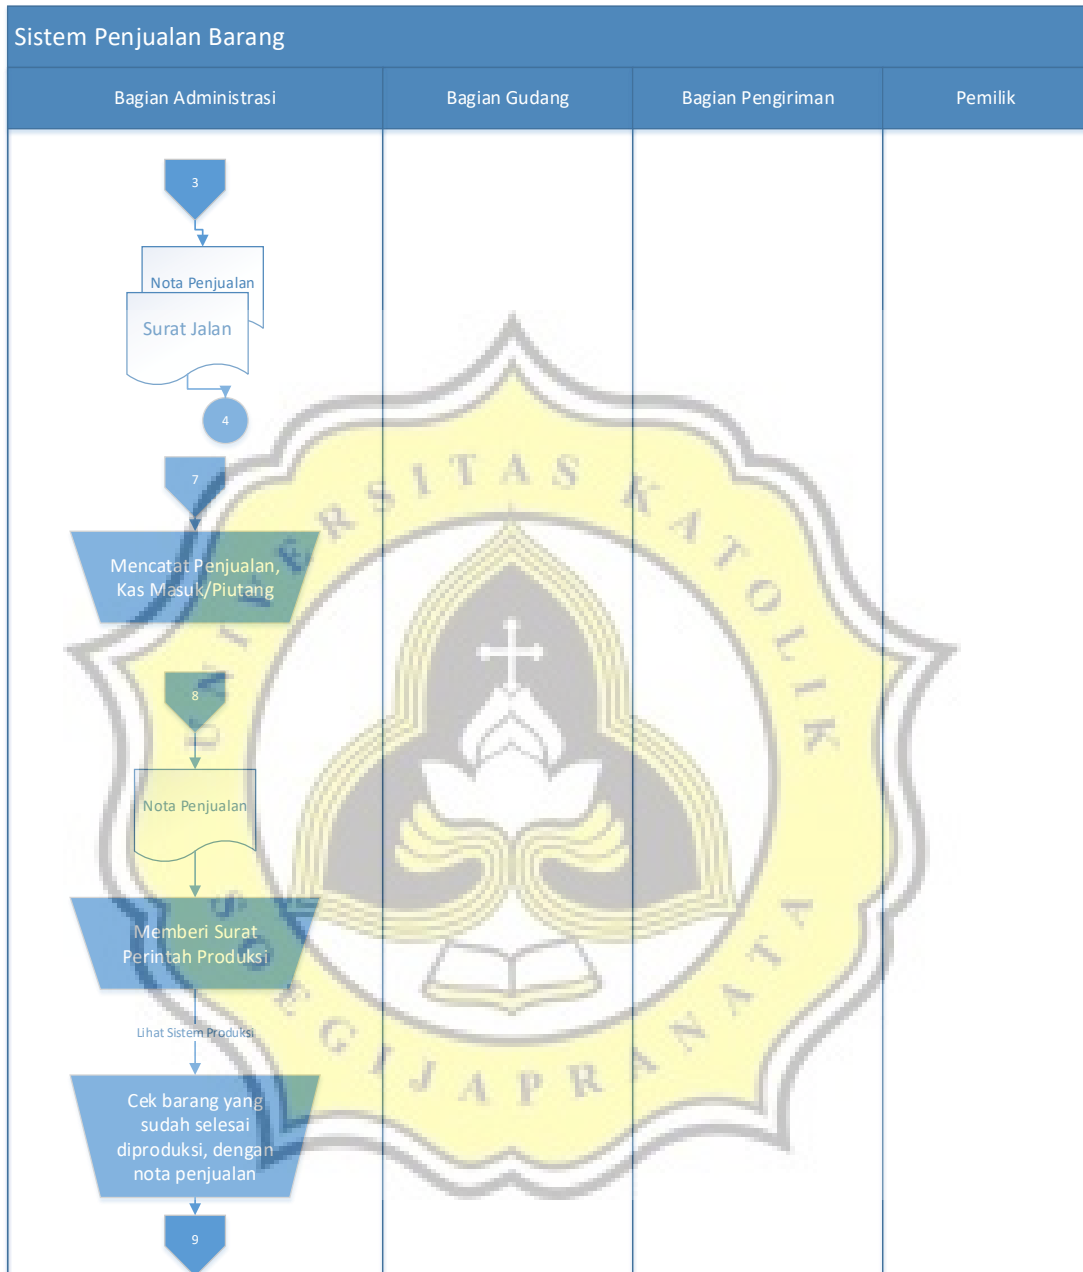 Sistem Penjualan Barang
Bagian Administrasi
Bagian Gudang
Bagian Pengiriman
Pemilik
3
Nota Penjualan
Surat Jalan
4
7
Mencatat Penjualan,
Kas Masuk/Piutang
8
Nota Penjualan
Memberi Surat
Perintah Produksi
Lihat Sistem Produksi
Cek barang yang
sudah selesai
diproduksi, dengan
nota penjualan
9
UNIVERSITAS KATOLIK
SOEGIJAPRANATA